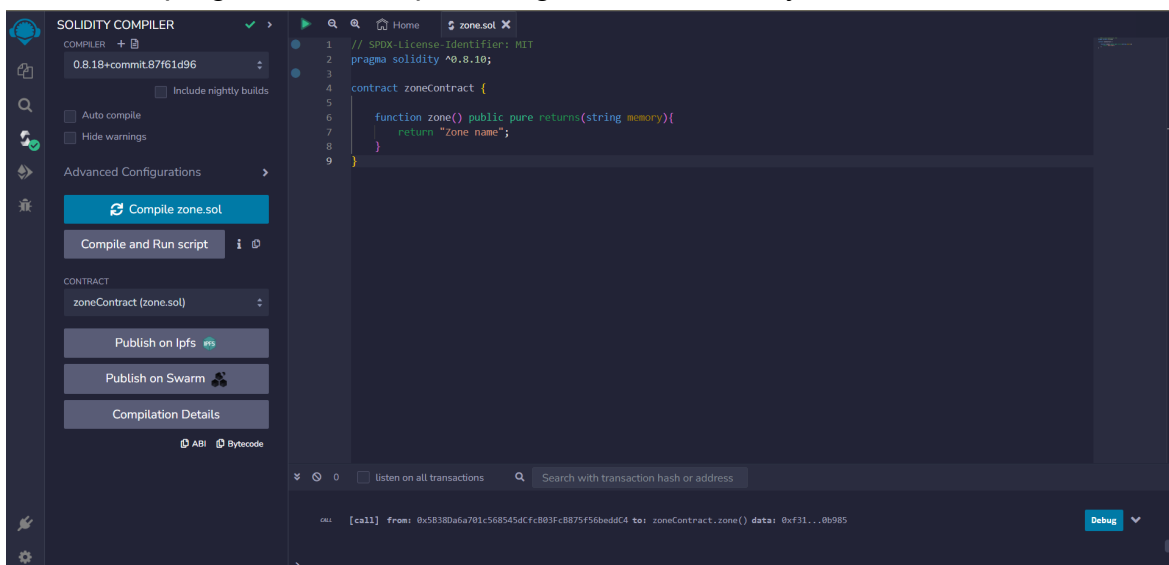 SOLIDITY COMPILER
COMPILER
0.8.18+commit.87f61d96
Include nightly builds
Auto compile
Hide warnings
Advanced Configurations
Compile zone.sol
Compile and Run script
CONTRACT
zoneContract (zone.sol)
Publish on Ipfs
Publish on Swarm
Compilation Details
ABI Bytecode
Home zone.sol
1 // SPDX-License-Identifier: MIT
2 pragma solidity ^0.8.10;
3
4 contract zoneContract {
5
6 function zone() public pure returns(string memory){
7 return "Zone name";
8 }
9 }
0 listen on all transactions Search with transaction hash or address
CALL [call] from: 0x5B38Da6a701c568545dCfcB03FcB875f56beddC4 to: zoneContract.zone() data: 0xf31...0b985 Debug